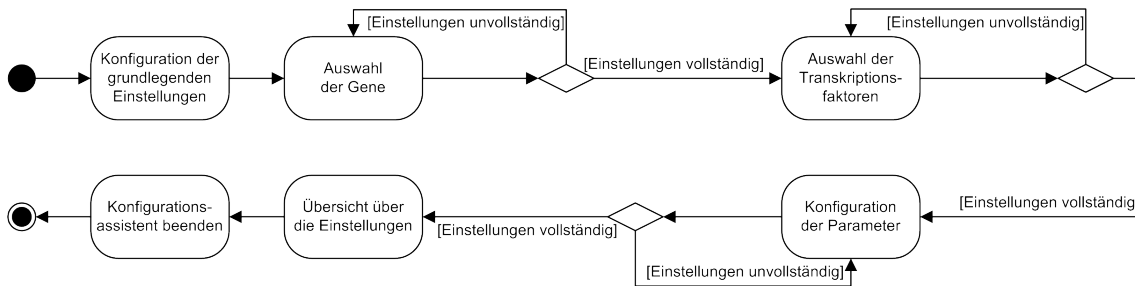 [Einstellungen unvollständig]
[Einstellungen unvollständig]
Konfiguration der
grundlegenden
Einstellungen
Auswahl
der Gene
[Einstellungen vollständig]
Auswahl der
Transkriptions-
faktoren
Konfigurations-
assistent beenden
Übersicht über
die Einstellungen
[Einstellungen vollständig]
Konfiguration
der Parameter
[Einstellungen vollständig]
[Einstellungen unvollständig]